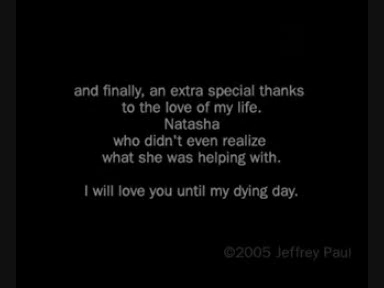 and finally, an extra special thanks
to the love of my life.
Natasha
who didn't even realize
what she was helping with.
I will love you until my dying day.
©2005 Jeffrey Paul